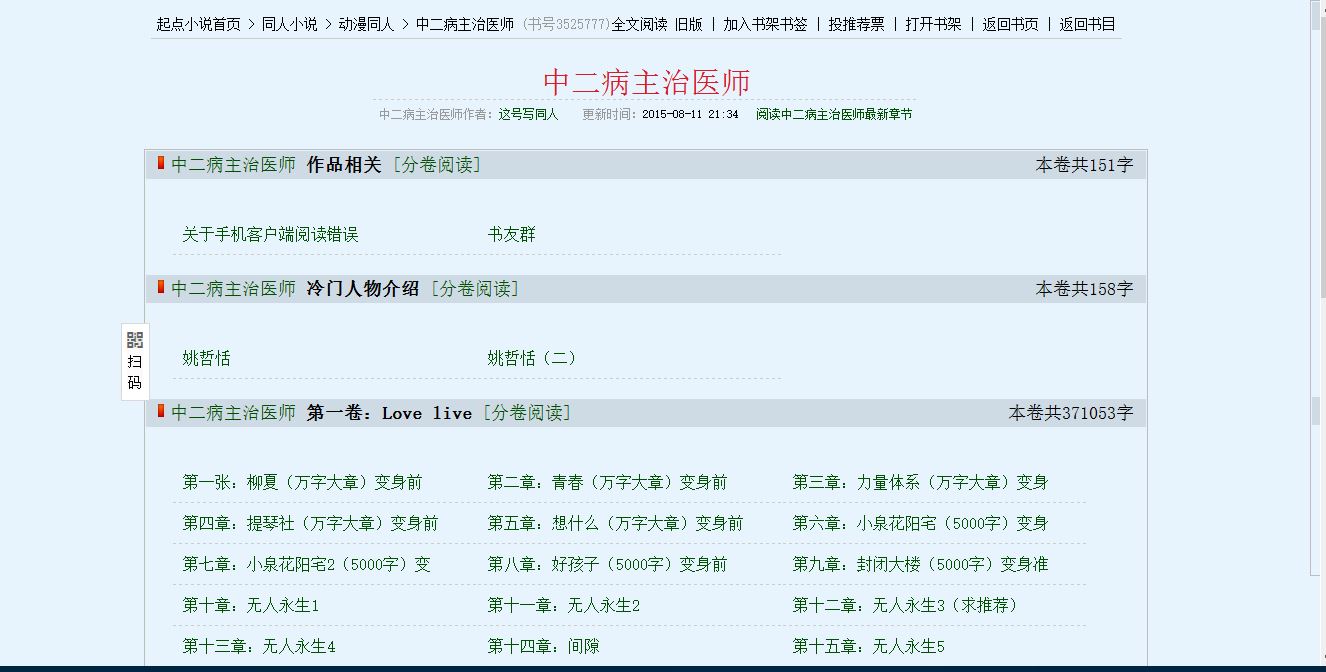 起点小说首页 > 同人小说 > 动漫同人 > 中二病主治医师 (书号3525777)全文阅读 旧版 | 加入书架书签 | 投推荐票 | 打开书架 | 返回书页 | 返回书目
中二病主治医师
中二病主治医师作者：这号写同人 更新时间：2015-08-11 21:34 阅读中二病主治医师最新章节
中二病主治医师 作品相关 [分卷阅读] 本卷共151字
关于手机客户端阅读错误 书友群
中二病主治医师 冷门人物介绍 [分卷阅读] 本卷共158字
扫
码
姚哲恬 姚哲恬（二）
中二病主治医师 第一卷：Love live [分卷阅读] 本卷共371053字
第一张：柳夏（万字大章）变身前 第二章：青春（万字大章）变身前 第三章：力量体系（万字大章）变身
第四章：提琴社（万字大章）变身前 第五章：想什么（万字大章）变身前 第六章：小泉花阳宅（5000字）变身
第七章：小泉花阳宅2（5000字）变 第八章：好孩子（5000字）变身前 第九章：封闭大楼（5000字）变身准
第十章：无人永生1 第十一章：无人永生2 第十二章：无人永生3（求推荐）
第十三章：无人永生4 第十四章：间隙 第十五章：无人永生5